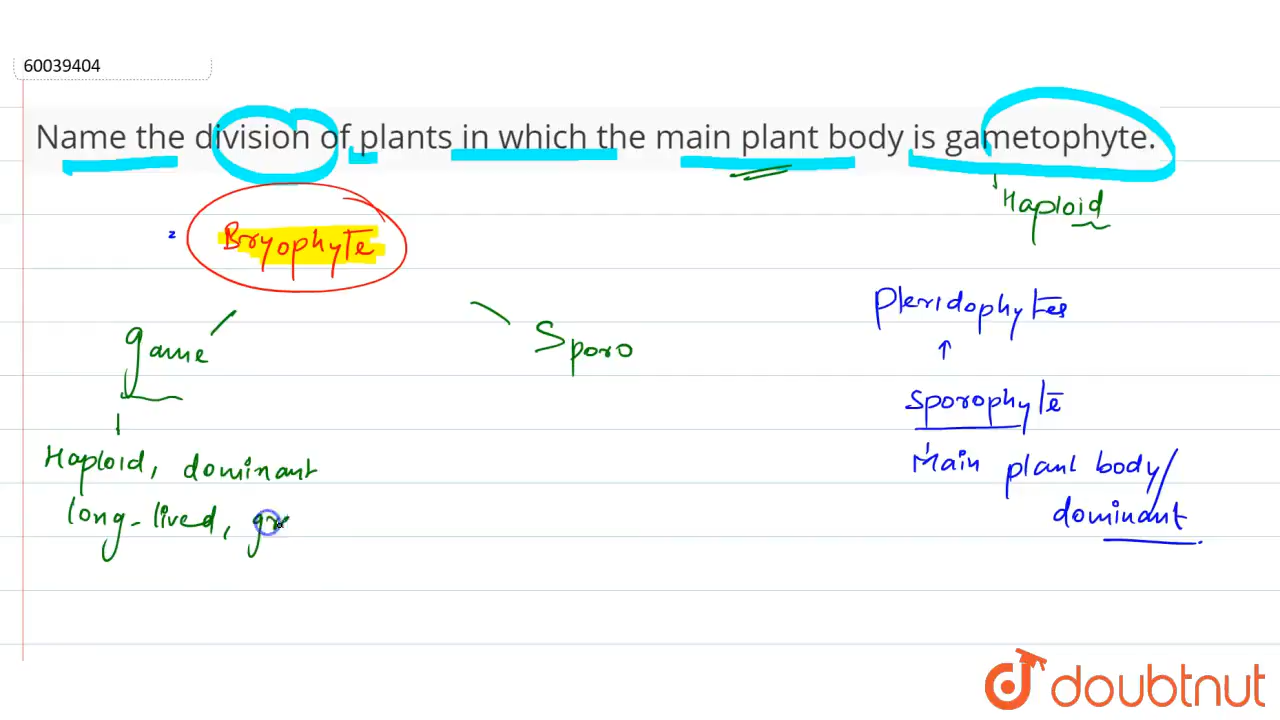 60039404
Name the division of plants in which the main plant body is gametophyte.
Haploid
Bryophyte
Game
Sporo
Haploid, dominant
long-lived,
Pteridophytes
↑
Sporophyte
Main plant body/
dominant
doubtnut